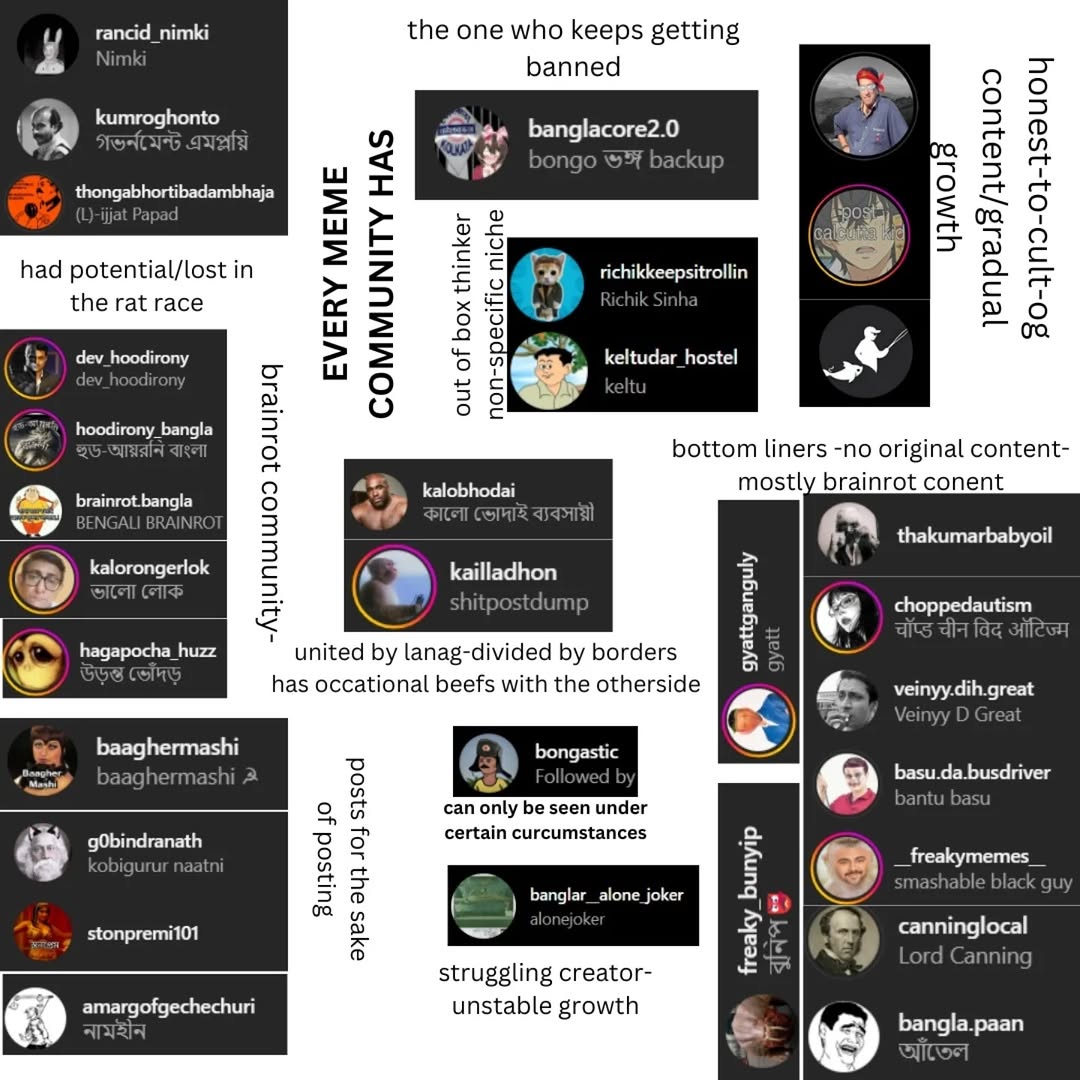 rancid_nimki
Nimki
kumroghonto
গভর্নমেন্ট এমপ্লয়ি
thongabhortibadambhaja
(L)-ijjat Papad
had potential/lost in
the rat race
the one who keeps getting
banned
KOLKATA
banglacore2.0
bongo ভঙ্গ backup
EVERY MEME
COMMUNITY HAS
out of box thinker
non-specific niche
richikkeepsitrollin
Richik Sinha
keltudar_hostel
keltu
post
calcutta kid
honest-to-cult-og
content/gradual
growth
dev_hoodirony
dev_hoodirony
hoodirony_bangla
হুড-আয়রনি বাংলা
brainrot.bangla
BENGALI BRAINROT
kalorongerlok
ভালো লোক
hagapocha_huzz
উড়ন্ত ভোঁদড়
brainrot community-
kalobhodai
কালো ভোদাই ব্যবসায়ী
kailladhon
shitpostdump
united by lanag-divided by borders
has occational beefs with the otherside
bottom liners -no original content-
mostly brainrot conent
gyattganguly
gyatt
freaky_bunyip
বুনিপ
thakumarbabyoil
choppedautism
चॉप्ड चीन विद ऑटिज्म
veinyy.dih.great
Veinyy D Great
basu.da.busdriver
bantu basu
__freakymemes__
smashable black guy
canninglocal
Lord Canning
bangla.paan
আঁতেল
Baagher
Mashi
baaghermashi
baaghermashi ☭
g0bindranath
kobigurur naatni
stonpremi101
amargofgechechuri
নামহীন
posts for the sake
of posting
bongastic
Followed by
can only be seen under
certain curcumstances
banglar__alone_joker
alonejoker
struggling creator-
unstable growth